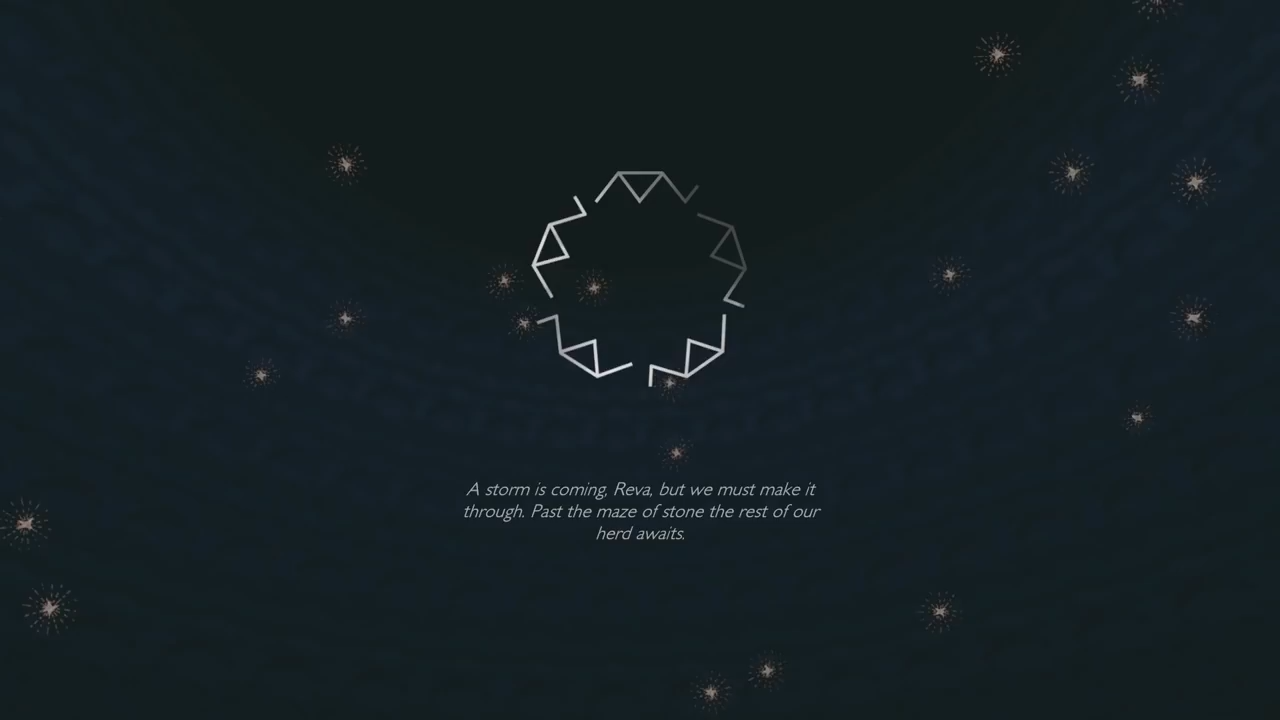 A storm is coming, Reva, but we must make it
through. Past the maze of stone the rest of our
herd awaits.